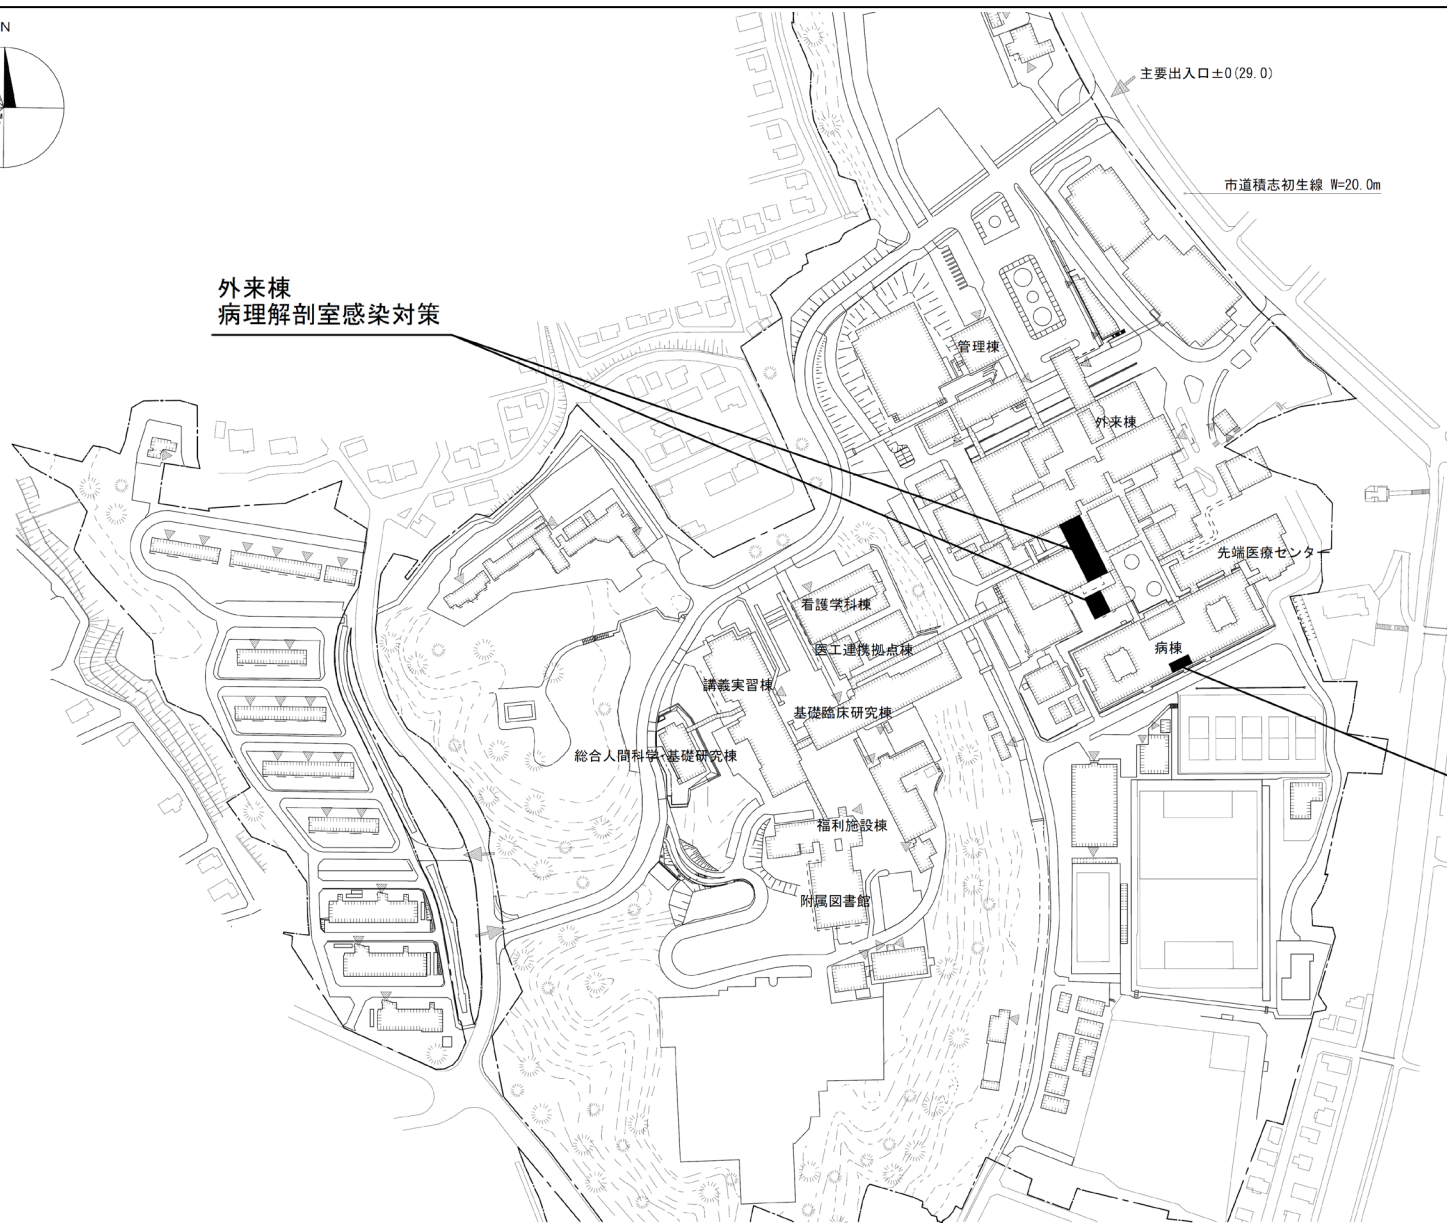 N
主要出入口±0(29.0)
市道積志初生線 W=20.0m
外来棟
病理解剖室感染対策
管理棟
外来棟
先端医療センター
看護学科棟
医工連携拠点棟
病棟
講義実習棟
基礎臨床研究棟
総合人間科学・基礎研究棟
福利施設棟
附属図書館